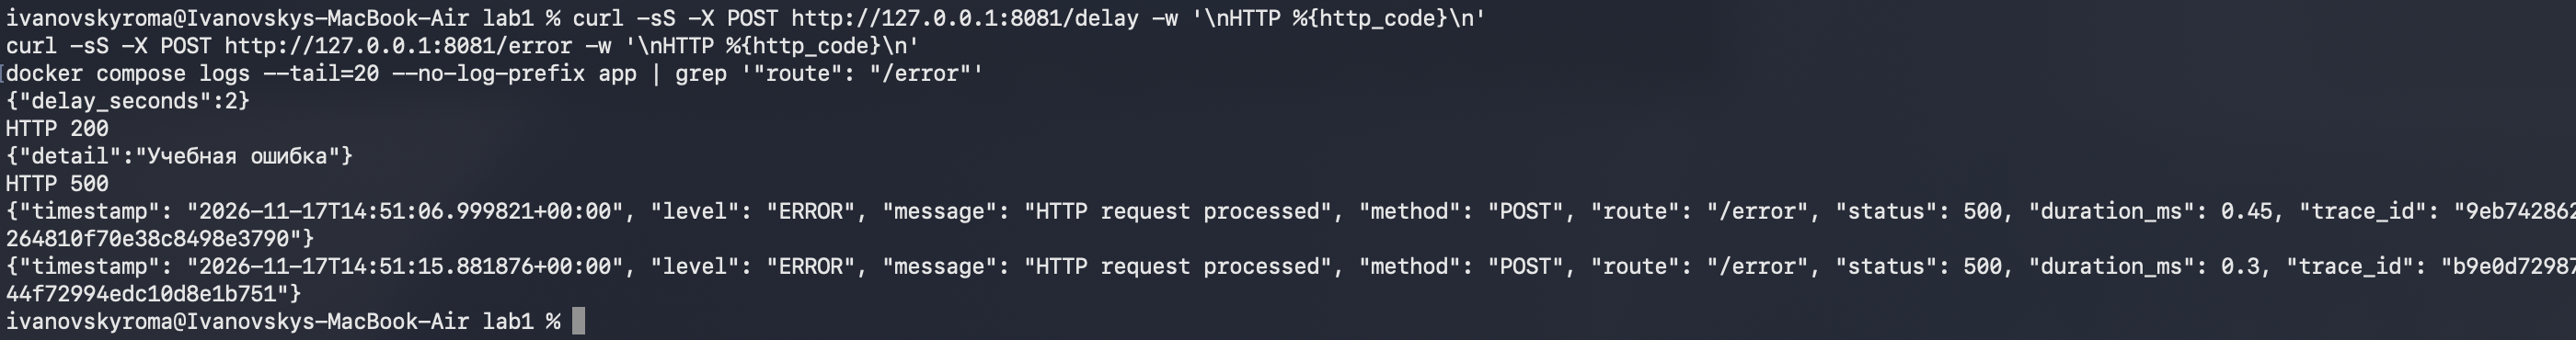 ivanovskyroma@Ivanovskys-MacBook-Air lab1 % curl -sS -X POST http://127.0.0.1:8081/delay -w '\nHTTP %{http_code}\n'
curl -sS -X POST http://127.0.0.1:8081/error -w '\nHTTP %{http_code}\n'
docker compose logs --tail=20 --no-log-prefix app | grep '"route": "/error"'
{"delay_seconds":2}
HTTP 200
{"detail":"Учебная ошибка"}
HTTP 500
{"timestamp": "2026-11-17T14:51:06.999821+00:00", "level": "ERROR", "message": "HTTP request processed", "method": "POST", "route": "/error", "status": 500, "duration_ms": 0.45, "trace_id": "9eb742862
264810f70e38c8498e3790"}
{"timestamp": "2026-11-17T14:51:15.881876+00:00", "level": "ERROR", "message": "HTTP request processed", "method": "POST", "route": "/error", "status": 500, "duration_ms": 0.3, "trace_id": "b9e0d72987
44f72994edc10d8e1b751"}
ivanovskyroma@Ivanovskys-MacBook-Air lab1 %